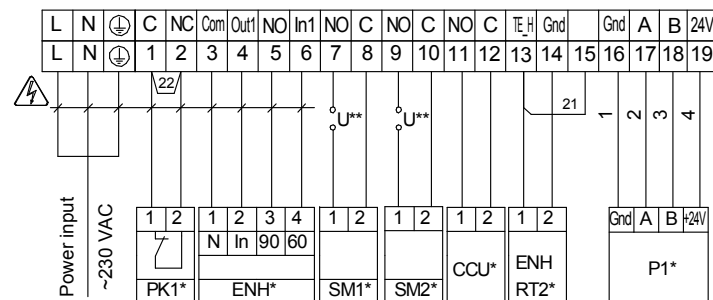 L N C NC Com Out1 NO In1 NO C NO C NO C TE_H Gnd Gnd A B 24V
L N 1 2 3 4 5 6 7 8 9 10 11 12 13 14 15 16 17 18 19
22
21
U** U**
1 2 3 4
Power input
~230 VAC
1 2 1 2 3 4 1 2 1 2 1 2 1 2 Gnd A B +24V
N In 90 60
CCU* ENH P1*
PK1* ENH* SM1* SM2* RT2*